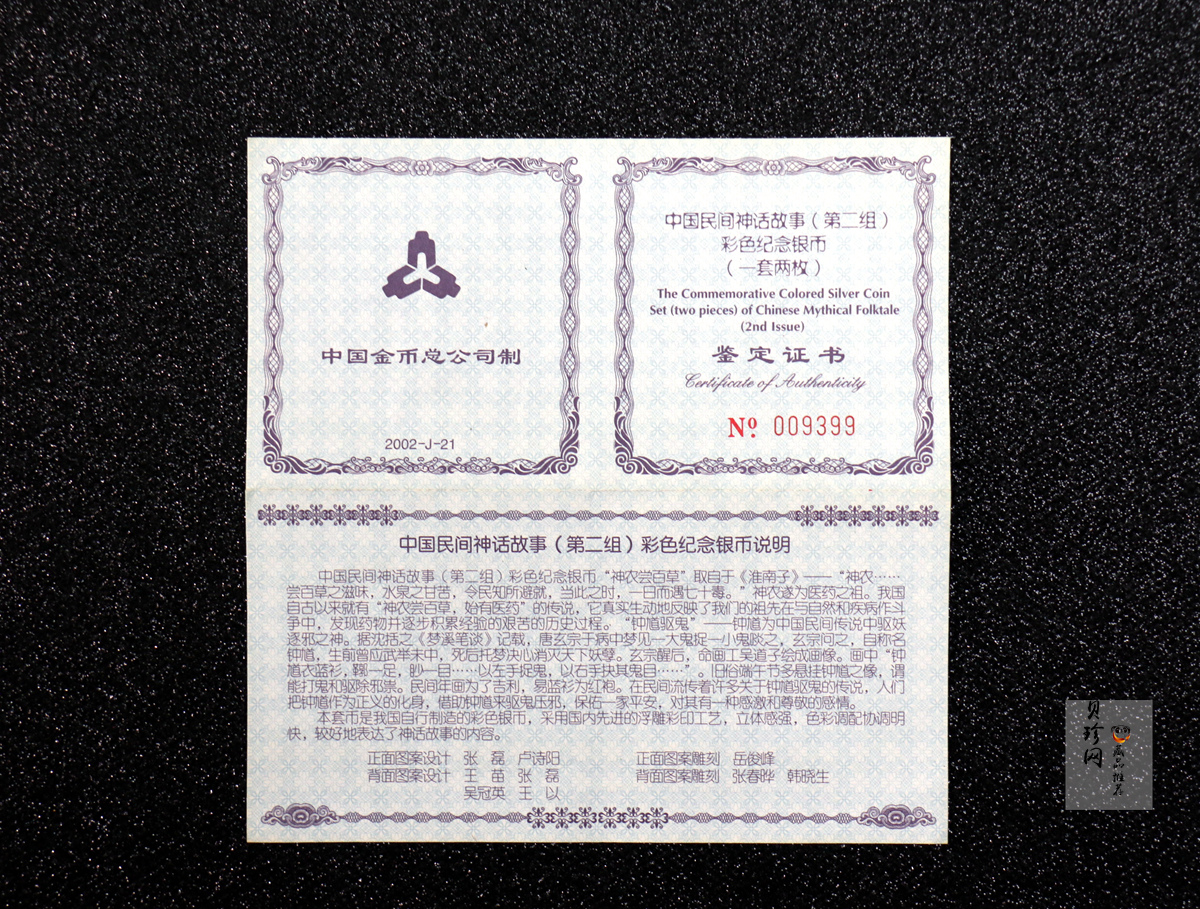 中国金币总公司制
2002-J-21
中国民间神话故事(第二组)
彩色纪念银币
(一套两枚)
The Commemorative Colored Silver Coin
Set (two pieces) of Chinese Mythical Folktale
(2nd Issue)
鉴定证书
Certificate of Authenticity
Nº 009399
中国民间神话故事(第二组)彩色纪念银币说明
中国民间神话故事(第二组)彩色纪念银币“神农尝百草”取自于《淮南子》——“神农……
尝百草之滋味,水泉之甘苦,令民知所避就,当此之时,一日而遇七十毒。”神农遂为医药之祖。我国
自古以来就有“神农尝百草,始有医药”的传说,它真实生动地反映了我们的祖先在与自然和疾病作斗
争中,发现药物并逐步积累经验的艰苦的历史过程。“钟馗驱鬼”——钟馗为中国民间传说中驱妖
逐邪之神。据沈括之《梦溪笔谈》记载,唐玄宗于病中梦见一大鬼捉一小鬼啖之,玄宗问之,自称名
钟馗,生前曾应武举未中,死后托梦决心消灭天下妖孽。玄宗醒后,命画工吴道子绘成画像。画中“钟
馗衣蓝衫,鞹一足,眇一目……以左手捉鬼,以右手抉其鬼目……”。旧俗端午节多悬挂钟馗之像,谓
能打鬼和驱除邪祟。民间年画为了吉利,易蓝衫为红袍。在民间流传着许多关于钟馗驱鬼的传说,人们
把钟馗作为正义的化身,借助钟馗来驱鬼压邪,保佑一家平安,对其有一种感激和尊敬的感情。
本套币是我国自行制造的彩色银币,采用国内先进的浮雕彩印工艺,立体感强,色彩调配协调明
快,较好地表达了神话故事的内容。
正面图案设计 张磊 卢诗阳 正面图案雕刻 岳俊峰
背面图案设计 王苗 张磊 背面图案雕刻 张春晔 韩晓生
吴冠英 王以
贝珍网
藏品推荐